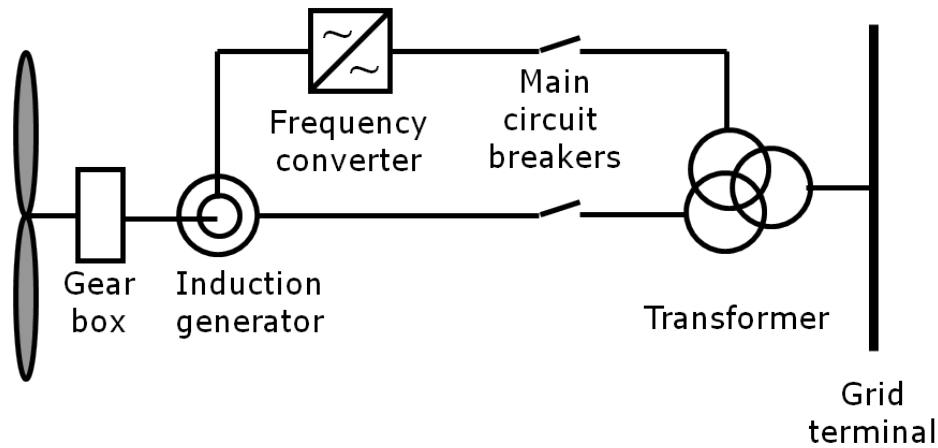 Frequency
converter
Main
circuit
breakers
Gear
box
Induction
generator
Transformer
Grid
terminal